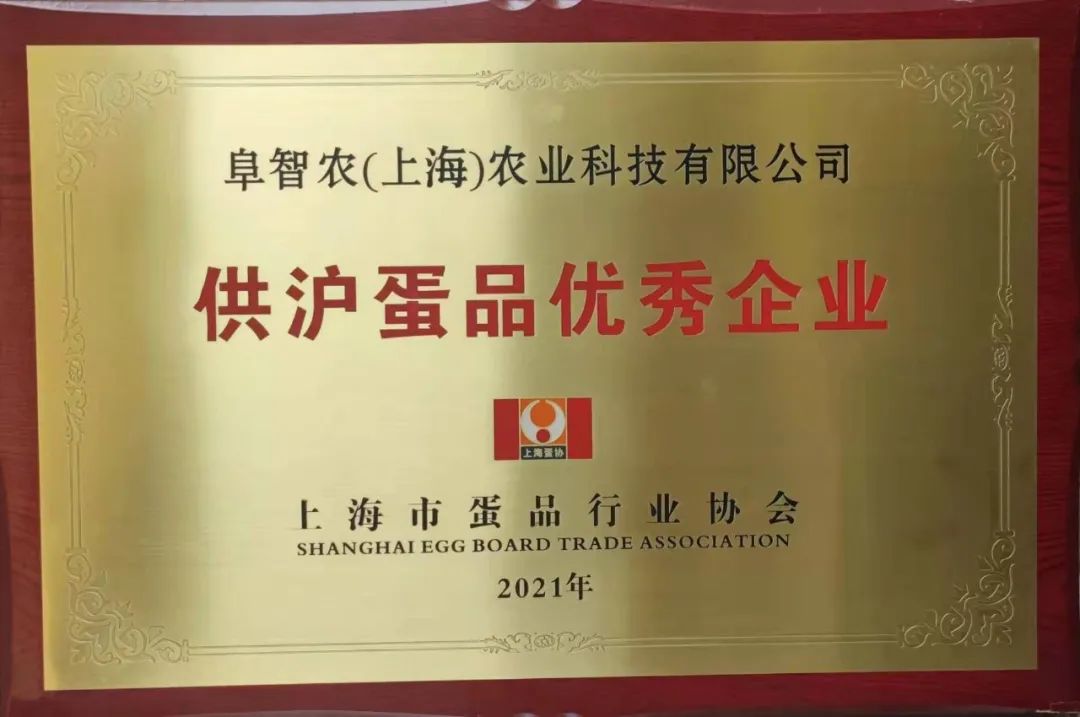 阜智农(上海)农业科技有限公司
供沪蛋品优秀企业
上海蛋协
上海市蛋品行业协会
SHANGHAI EGG BOARD TRADE ASSOCIATION
2021年